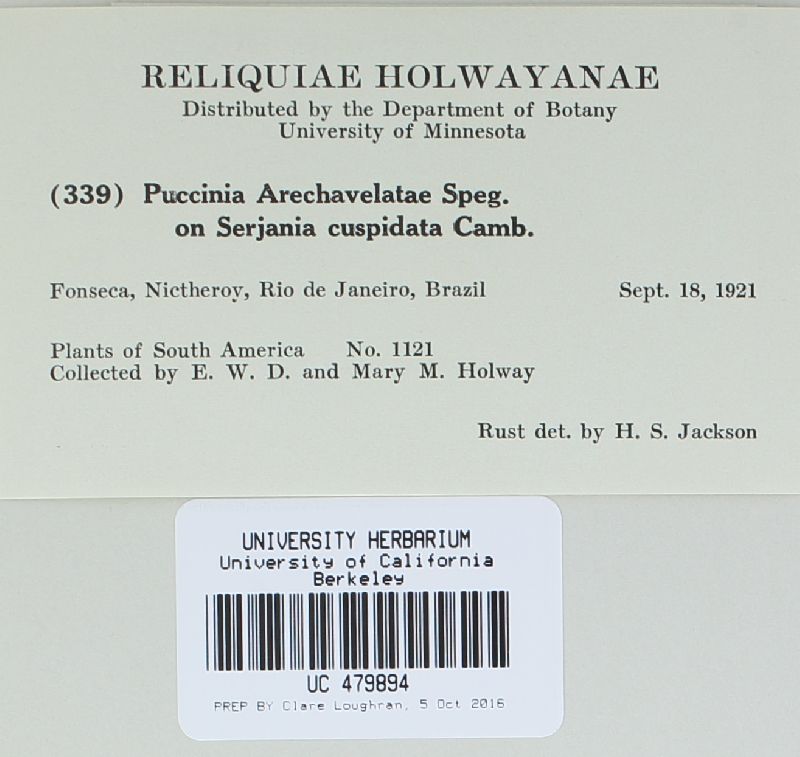 RELIQUIAE HOLWAYANAE
Distributed by the Department of Botany
University of Minnesota
(339) Puccinia Arechavelatae Speg.
on Serjania cuspidata Camb.
Fonseca, Nictheroy, Rio de Janeiro, Brazil Sept. 18, 1921
Plants of South America No. 1121
Collected by E. W. D. and Mary M. Holway
Rust det. by H. S. Jackson
UNIVERSITY HERBARIUM
University of California
Berkeley
UC 479894
PREP BY Clare Loughran, 5 Oct 2016